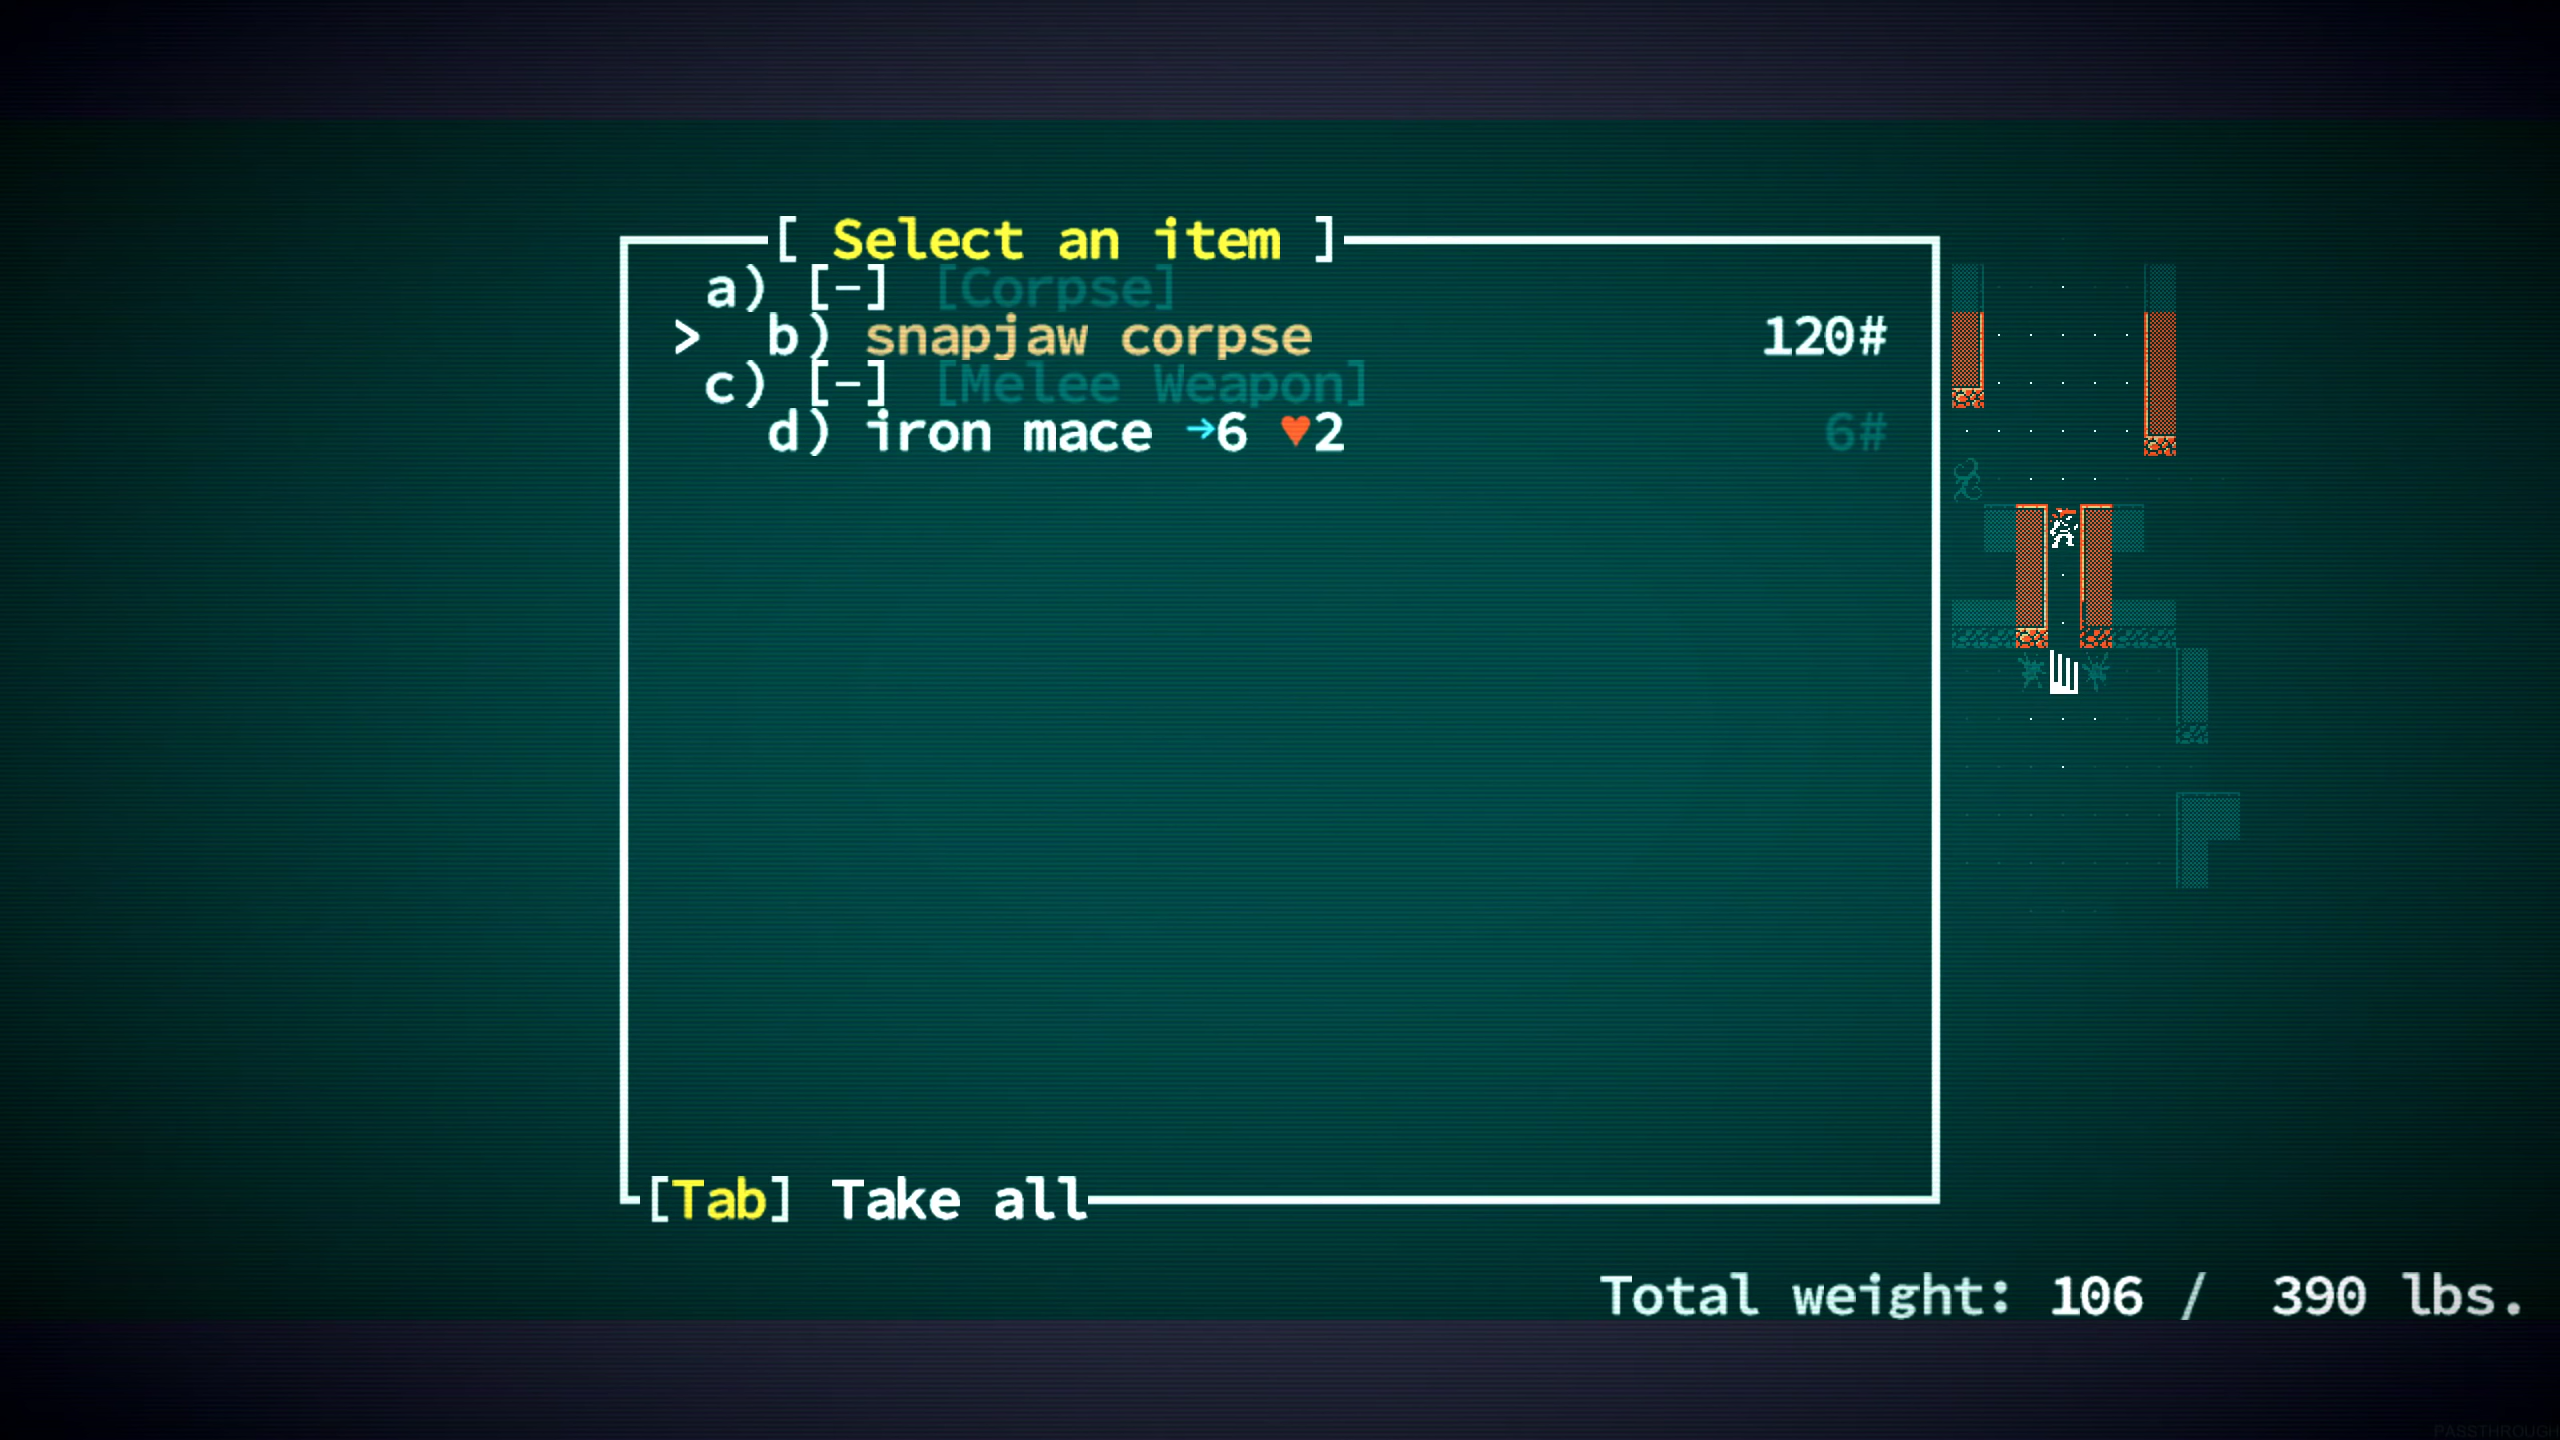 [ Select an item ]
a) [-] [Corpse]
> b) snapjaw corpse 120#
c) [-] [Melee Weapon]
d) iron mace →6 ♥2 6#
[Tab] Take all
Total weight: 106 / 390 lbs.
PASSTHROUGH